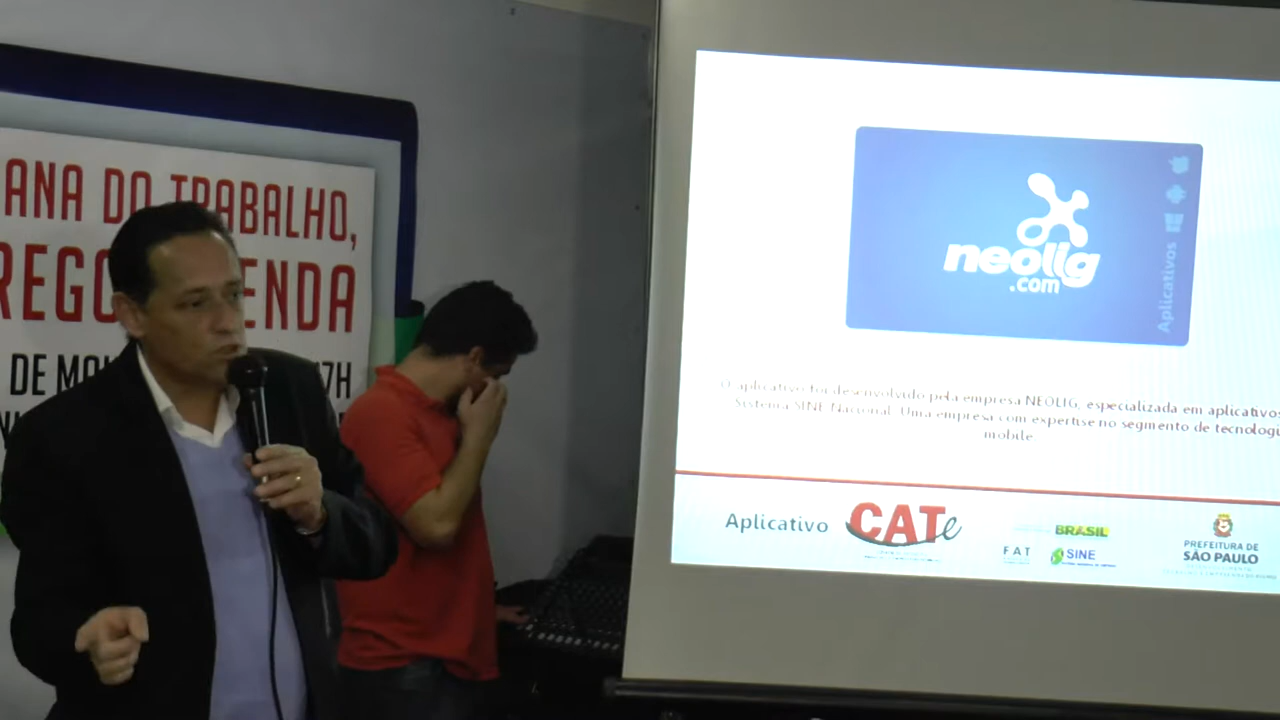 ANA DO TRABALHO,
REGO ENDA
DE MAI 17H
neolig
.com
Aplicativos
O aplicativo foi desenvolvido pela empresa NEOLIG, especializada em aplicativos
Sistema SINE Nacional. Uma empresa com expertise no segmento de tecnologi
mobile
Aplicativo CATe
BRASIL
FAT SINE
PREFEITURA DE
SÃO PAULO